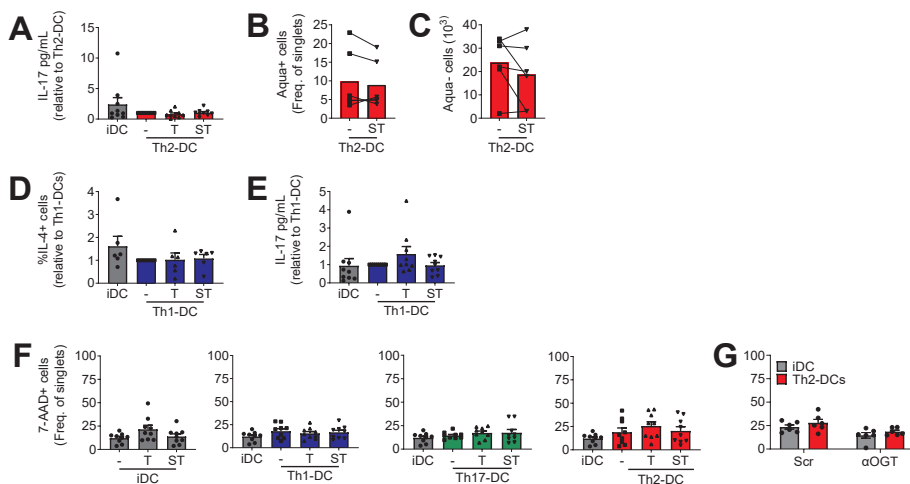 A
IL-17 pg/mL
(relative to Th2-DC)
15
10
5
4
3
2
1
0
iDC
-
T
ST
Th2-DC
B
Aqua+ cells
(Freq. of singlets)
25
20
15
10
5
-
ST
Th2-DC
C
Aqua- cells (10³)
40
30
20
10
0
-
ST
Th2-DC
D
%IL-4+ cells
(relative to Th1-DCs)
5
4
3
2
1
0
iDC
-
T
ST
Th1-DC
E
IL-17 pg/mL
(relative to Th1-DC)
5
4
3
2
1
0
iDC
-
T
ST
Th1-DC
F
7-AAD+ cells
(Freq. of singlets)
100
75
50
25
0
-
T
ST
iDC
100
75
50
25
0
iDC
-
T
ST
Th1-DC
100
75
50
25
0
iDC
-
T
ST
Th17-DC
100
75
50
25
0
iDC
-
T
ST
Th2-DC
G
100
75
50
25
0
iDC
Th2-DCs
Scr
αOGT